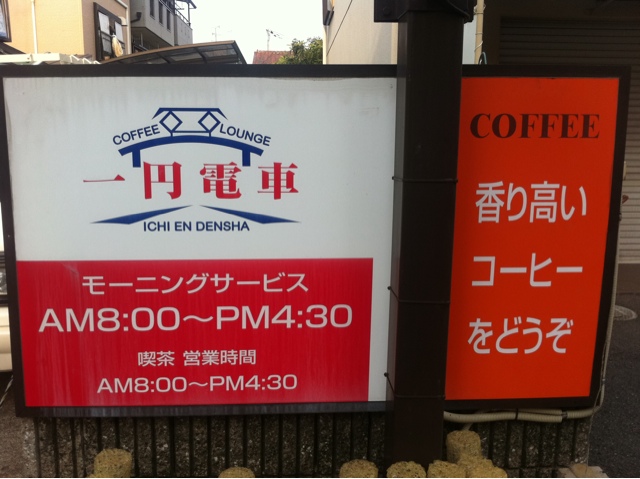 COFFEE LOUNGE
一円電車
ICHI EN DENSHA
モーニングサービス
AM8:00〜PM4:30
喫茶 営業時間
AM8:00〜PM4:30
COFFEE
香り高い
コーヒー
をどうぞ